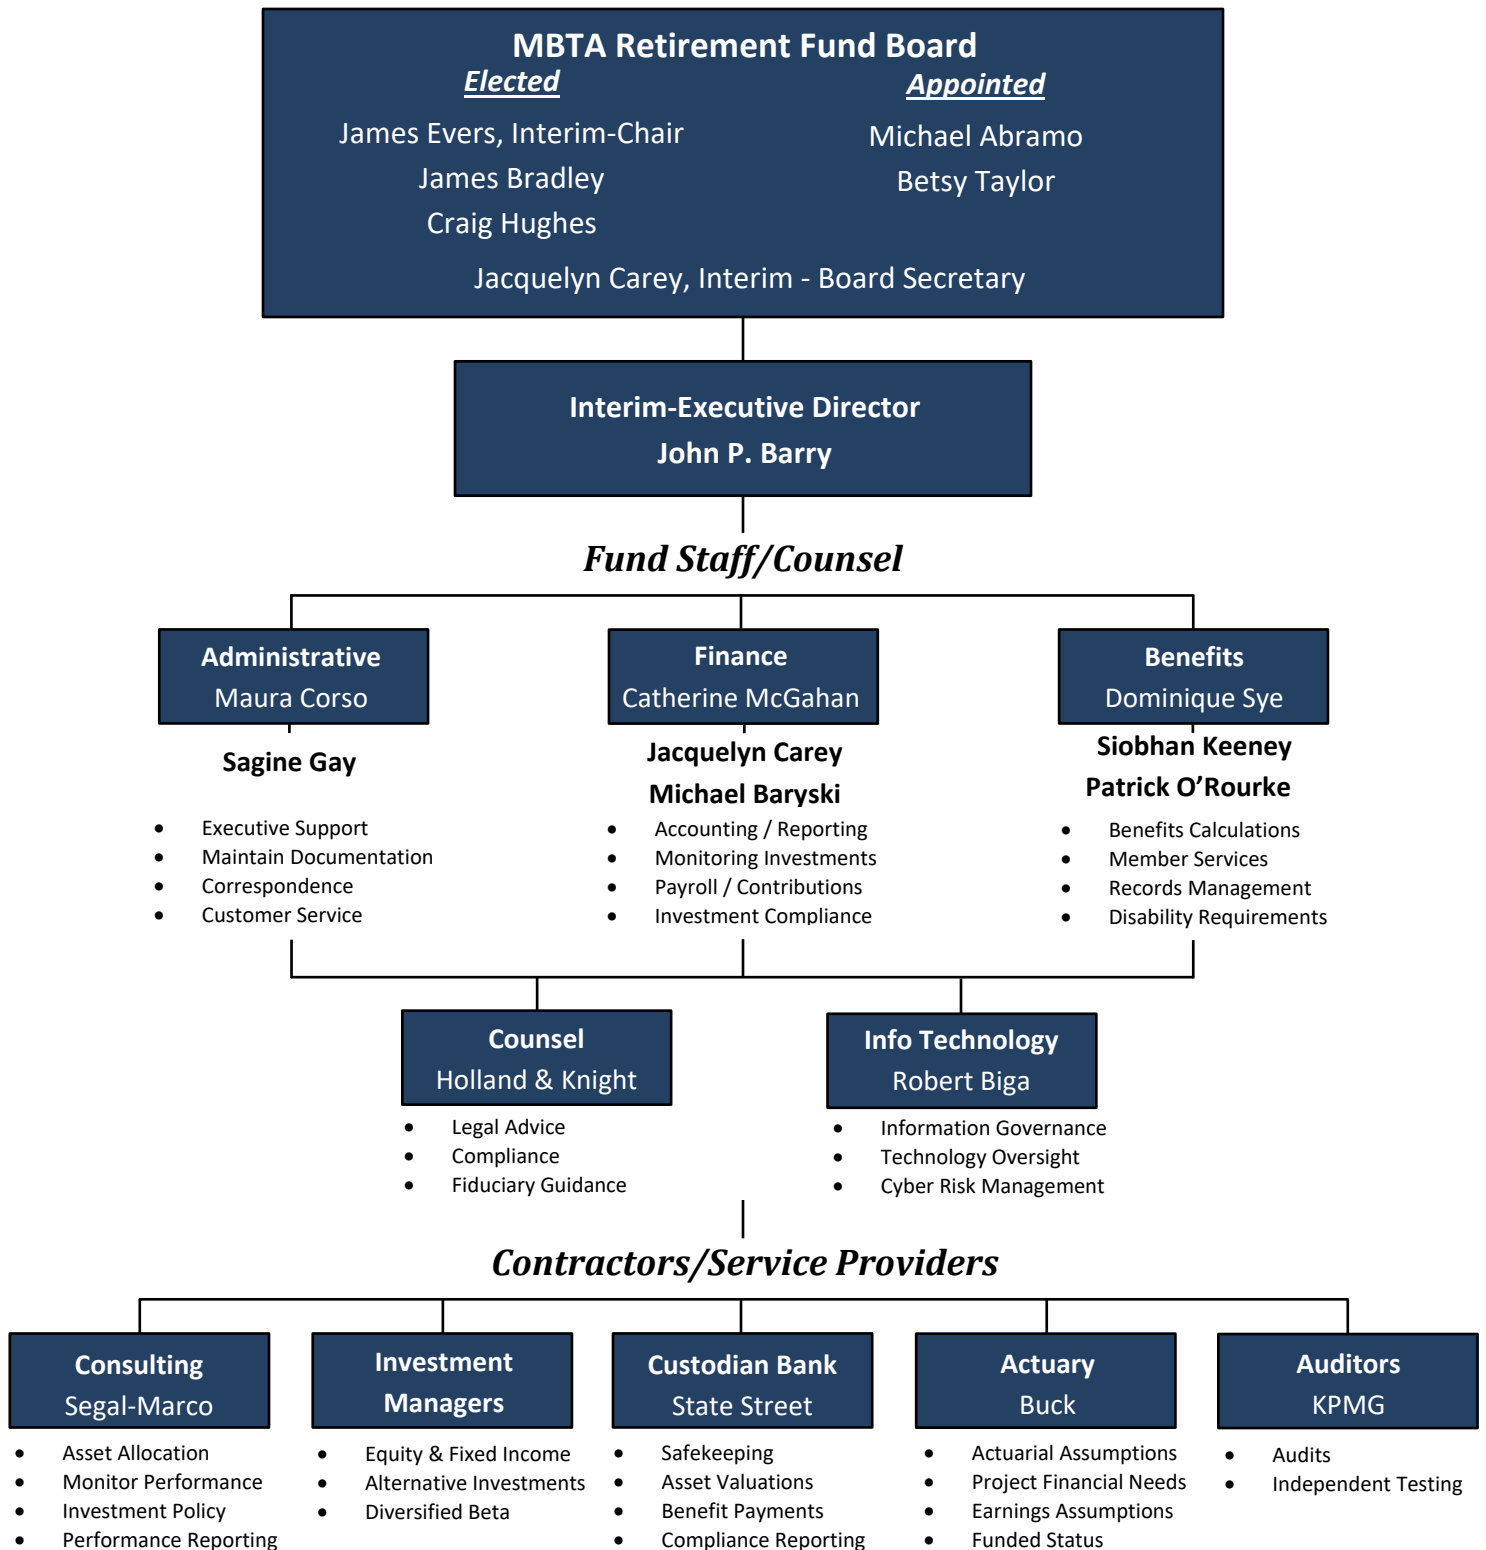 MBTA Retirement Fund Board
Elected
James Evers, Interim-Chair
James Bradley
Craig Hughes
Appointed
Michael Abramo
Betsy Taylor
Jacquelyn Carey, Interim - Board Secretary
Interim-Executive Director
John P. Barry
Fund Staff/Counsel
Administrative
Maura Corso
Sagine Gay
• Executive Support
• Maintain Documentation
• Correspondence
• Customer Service
Finance
Catherine McGahan
Jacquelyn Carey
Michael Baryski
• Accounting / Reporting
• Monitoring Investments
• Payroll / Contributions
• Investment Compliance
Benefits
Dominique Sye
Siobhan Keeney
Patrick O’Rourke
• Benefits Calculations
• Member Services
• Records Management
• Disability Requirements
Counsel
Holland & Knight
• Legal Advice
• Compliance
• Fiduciary Guidance
Info Technology
Robert Biga
• Information Governance
• Technology Oversight
• Cyber Risk Management
Contractors/Service Providers
Consulting
Segal-Marco
• Asset Allocation
• Monitor Performance
• Investment Policy
• Performance Reporting
Investment
Managers
• Equity & Fixed Income
• Alternative Investments
• Diversified Beta
Custodian Bank
State Street
• Safekeeping
• Asset Valuations
• Benefit Payments
• Compliance Reporting
Actuary
Buck
• Actuarial Assumptions
• Project Financial Needs
• Earnings Assumptions
• Funded Status
Auditors
KPMG
• Audits
• Independent Testing